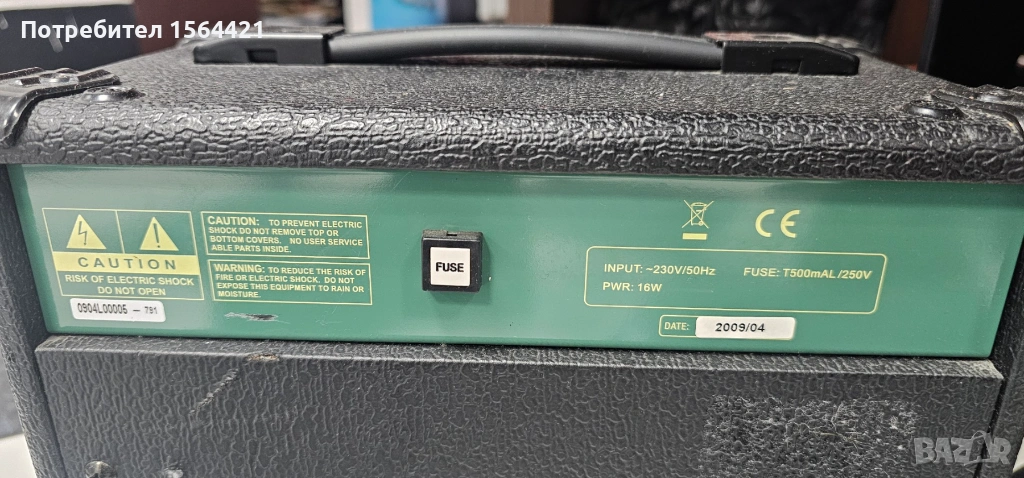 Потребител 1564421
CAUTION
RISK OF ELECTRIC SHOCK
DO NOT OPEN
0904L00005 - 791
CAUTION: TO PREVENT ELECTRIC
SHOCK DO NOT REMOVE TOP OR
BOTTOM COVERS. NO USER SERVICE
ABLE PARTS INSIDE.
WARNING: TO REDUCE THE RISK OF
FIRE OR ELECTRIC SHOCK. DO NOT
EXPOSE THIS EQUIPMENT TO RAIN OR
MOISTURE.
FUSE
CE
INPUT: ~230V/50Hz FUSE: T500mAL/250V
PWR: 16W
DATE: 2009/04
BAZAR